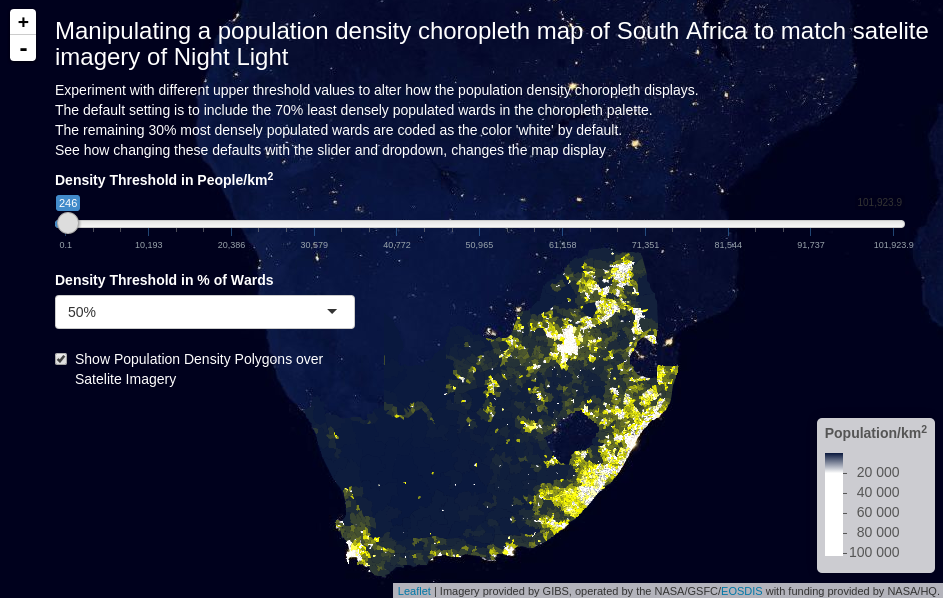 +
-
Manipulating a population density choropleth map of South Africa to match satelite
imagery of Night Light
Experiment with different upper threshold values to alter how the population density choropleth displays.
The default setting is to include the 70% least densely populated wards in the choropleth palette.
The remaining 30% most densely populated wards are coded as the color 'white' by default.
See how changing these defaults with the slider and dropdown, changes the map display
Density Threshold in People/km2
246 101,923.9
0.1 10,193 20,386 30,579 40,772 50,965 61,158 71,351 81,544 91,737 101,923.9
Density Threshold in % of Wards
50%
Show Population Density Polygons over
Satelite Imagery
Population/km2
20 000
40 000
60 000
80 000
100 000
Leaflet | Imagery provided by GIBS, operated by the NASA/GSFC/EOSDIS with funding provided by NASA/HQ.